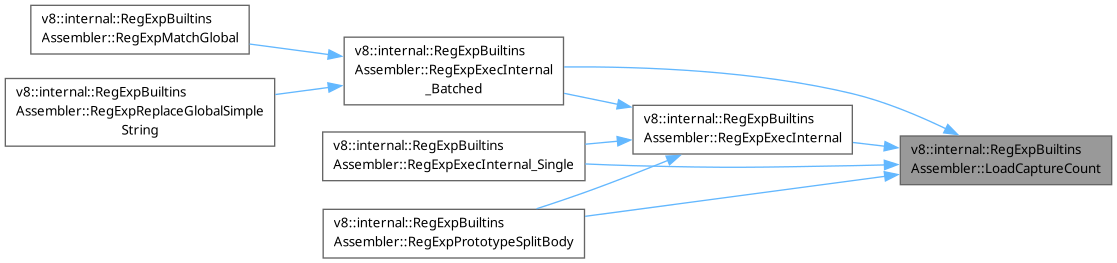 v8::internal::RegExpBuiltins
Assembler::RegExpMatchGlobal
v8::internal::RegExpBuiltins
Assembler::RegExpReplaceGlobalSimple
String
v8::internal::RegExpBuiltins
Assembler::RegExpExecInternal
_Batched
v8::internal::RegExpBuiltins
Assembler::RegExpExecInternal_Single
v8::internal::RegExpBuiltins
Assembler::RegExpPrototypeSplitBody
v8::internal::RegExpBuiltins
Assembler::RegExpExecInternal
v8::internal::RegExpBuiltins
Assembler::LoadCaptureCount